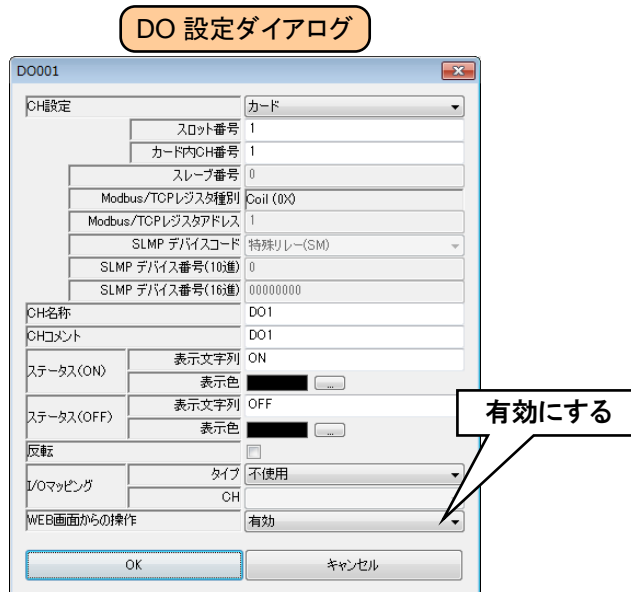 DO 設定ダイアログ
DO001
CH設定 カード
スロット番号 1
カード内CH番号 1
スレーブ番号 0
Modbus/TCPレジスタ種別 Coil (0X)
Modbus/TCPレジスタアドレス 1
SLMP デバイスコード 特殊リレー(SM)
SLMP デバイス番号(10進) 0
SLMP デバイス番号(16進) 00000000
CH名称 DO1
CHコメント DO1
ステータス(ON) 表示文字列 ON
表示色 ...
ステータス(OFF) 表示文字列 OFF
表示色 ...
有効にする
反転
I/Oマッピング タイプ 不使用
CH
WEB画面からの操作 有効
OK キャンセル